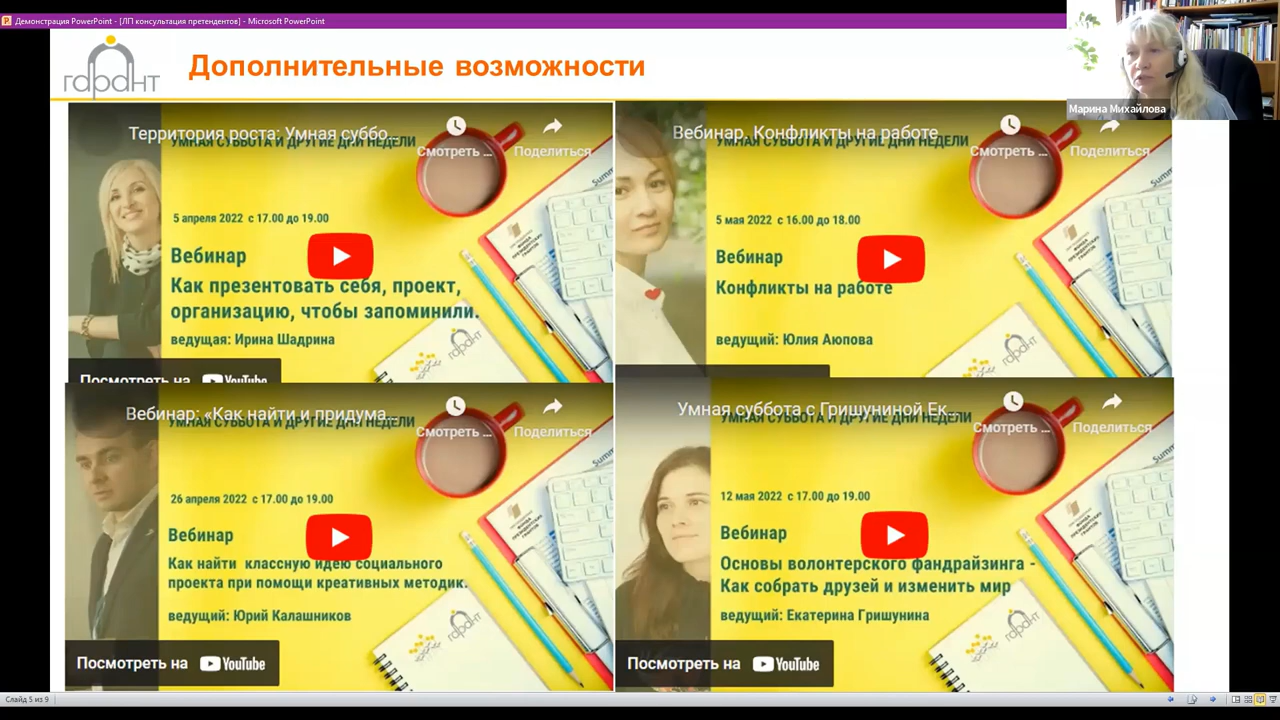 Демонстрация PowerPoint - [ЛП консультация претендентов] - Microsoft PowerPoint
гарант
Дополнительные возможности
Марина Михайлова
Территория роста: Умная суббо...
Смотреть ...
Поделиться
УМНАЯ СУББОТА И ДРУГИЕ ДНИ НЕДЕЛИ
5 апреля 2022 с 17.00 до 19.00
Вебинар
Как презентовать себя, проект,
организацию, чтобы запомнили.
ведущая: Ирина Шадрина
гарант
Посмотреть на YouTube
Вебинар. Конфликты на работе
Смотреть ...
Поделиться
УМНАЯ СУББОТА И ДРУГИЕ ДНИ НЕДЕЛИ
5 мая 2022 с 16.00 до 18.00
Вебинар
Конфликты на работе
ведущий: Юлия Аюпова
гарант
Вебинар: «Как найти и придума...
Смотреть ...
Поделиться
УМНАЯ СУББОТА И ДРУГИЕ ДНИ НЕДЕЛИ
26 апреля 2022 с 17.00 до 19.00
Вебинар
Как найти классную идею социального
проекта при помощи креативных методик.
ведущий: Юрий Калашников
гарант
Посмотреть на YouTube
Умная суббота с Гришуниной Ек...
Смотреть ...
Поделиться
УМНАЯ СУББОТА И ДРУГИЕ ДНИ НЕДЕЛИ
12 мая 2022 с 17.00 до 19.00
Вебинар
Основы волонтерского фандрайзинга -
Как собрать друзей и изменить мир
ведущий: Екатерина Гришунина
гарант
Посмотреть на YouTube
Слайд 5 из 9